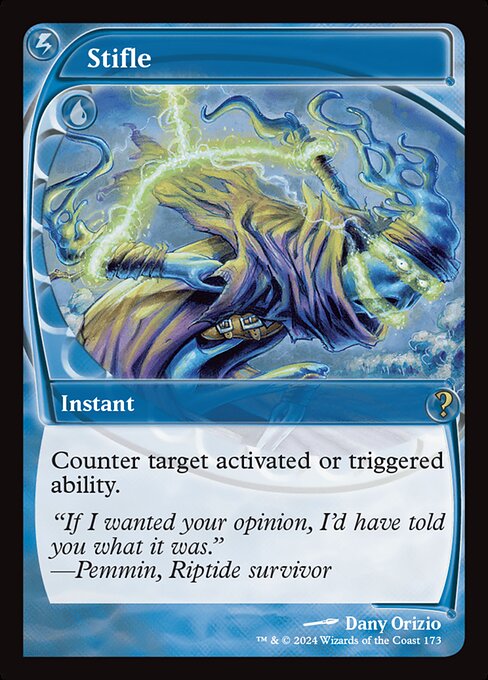 Stifle
Instant
?
Counter target activated or triggered
ability.
“If I wanted your opinion, I’d have told
you what it was.”
—Pemmin, Riptide survivor
Dany Orizio
™ & © 2024 Wizards of the Coast 173